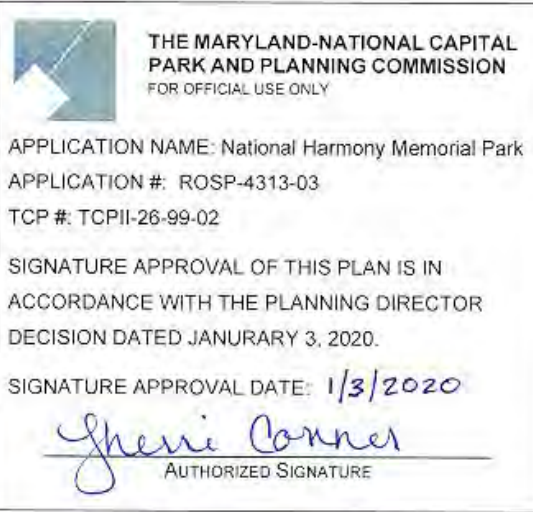 THE MARYLAND-NATIONAL CAPITAL
PARK AND PLANNING COMMISSION
FOR OFFICIAL USE ONLY
APPLICATION NAME: National Harmony Memorial Park
APPLICATION #: ROSP-4313-03
TCP #: TCPII-26-99-02
SIGNATURE APPROVAL OF THIS PLAN IS IN
ACCORDANCE WITH THE PLANNING DIRECTOR
DECISION DATED JANURARY 3, 2020.
SIGNATURE APPROVAL DATE: 1/3/2020
Sherri Conner
AUTHORIZED SIGNATURE